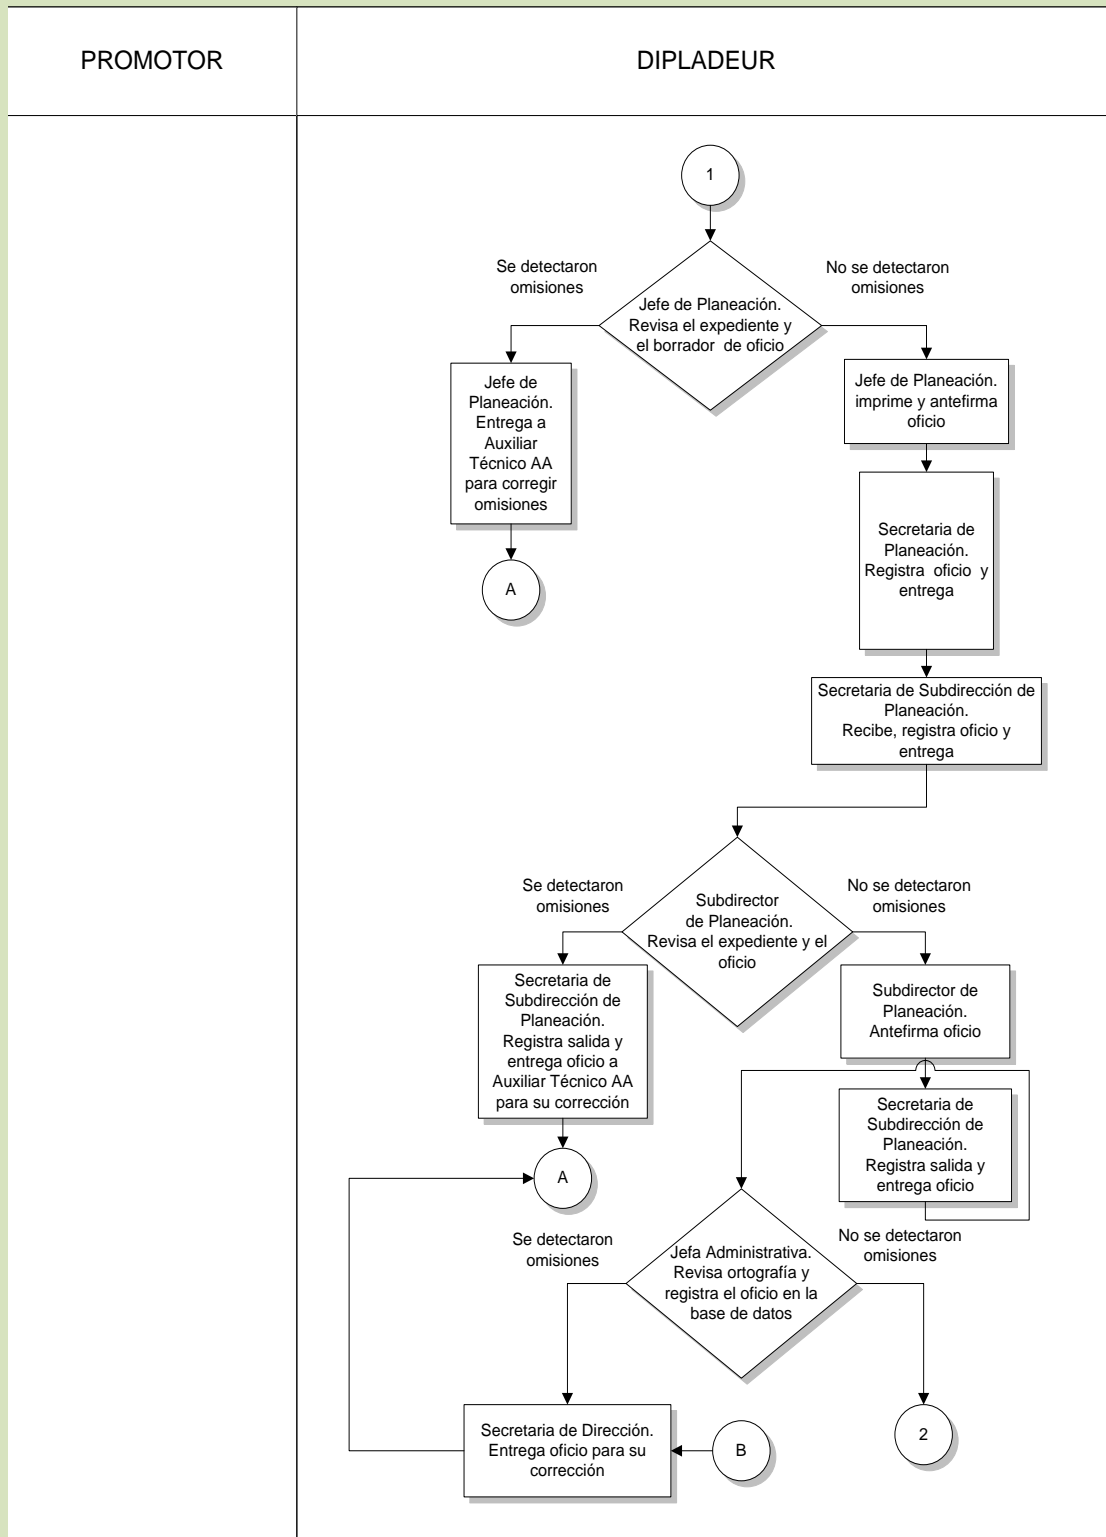 PROMOTOR
DIPLADEUR
1
Se detectaron
omisiones
No se detectaron
omisiones
Jefe de Planeación.
Revisa el expediente y
el borrador de oficio
Jefe de
Planeación.
Entrega a
Auxiliar
Técnico AA
para corregir
omisiones
Jefe de Planeación.
imprime y antefirma
oficio
A
Secretaria de
Planeación.
Registra oficio y
entrega
Secretaria de Subdirección de
Planeación.
Recibe, registra oficio y
entrega
Se detectaron
omisiones
No se detectaron
omisiones
Subdirector
de Planeación.
Revisa el expediente y el
oficio
Secretaria de
Subdirección de
Planeación.
Registra salida y
entrega oficio a
Auxiliar Técnico AA
para su corrección
Subdirector de
Planeación.
Antefirma oficio
Secretaria de
Subdirección de
Planeación.
Registra salida y
entrega oficio
A
Se detectaron
omisiones
No se detectaron
omisiones
Jefa Administrativa.
Revisa ortografía y
registra el oficio en la
base de datos
Secretaria de Dirección.
Entrega oficio para su
corrección
B
2